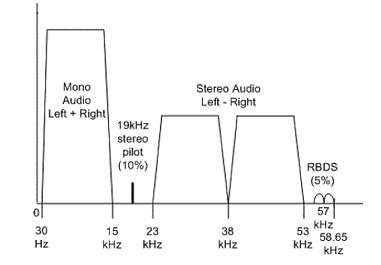 Mono
Audio
Left + Right
19kHz
stereo
pilot
(10%)
Stereo Audio
Left - Right
RBDS
(5%)
0
30
Hz
15
kHz
23
kHz
38
kHz
53
kHz
57
kHz
58.65
kHz